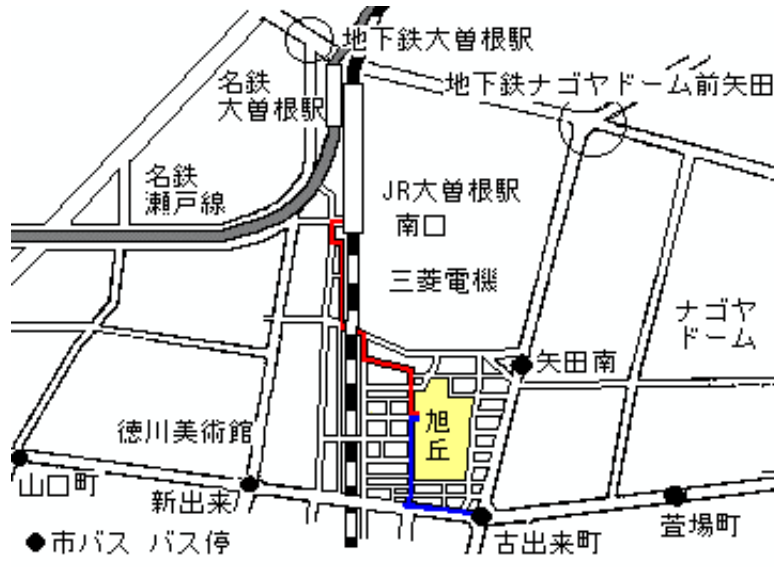 地下鉄大曽根駅
名鉄
大曽根駅
地下鉄ナゴヤドーム前矢田
名鉄
瀬戸線
JR大曽根駅
南口
三菱電機
ナゴヤ
ドーム
矢田南
旭
丘
徳川美術館
山口町
新出来
古出来町
萱場町
●市バス バス停